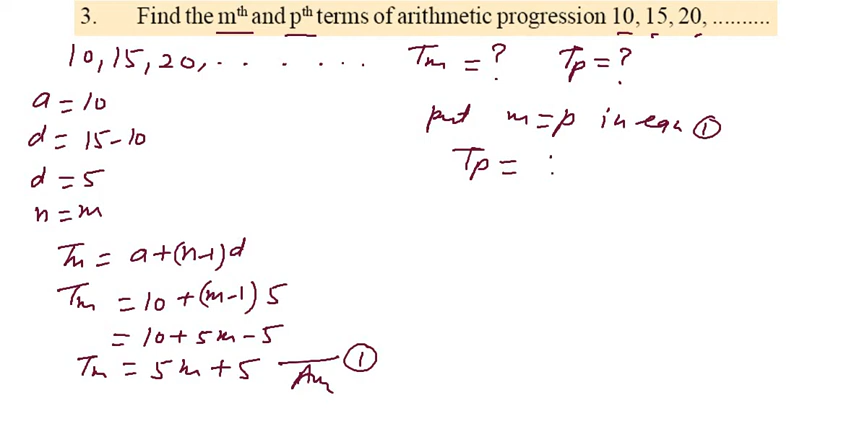 3. Find the mth and pth terms of arithmetic progression 10, 15, 20, ..........
10, 15, 20, . . . . . . Tm = ? Tp = ?
a = 10
d = 15 - 10
d = 5
n = m
Tn = a + (n-1)d
Tm = 10 + (m-1) 5
= 10 + 5m - 5
Tm = 5m + 5 Ans ①
put m = p in eqn ①
Tp = :